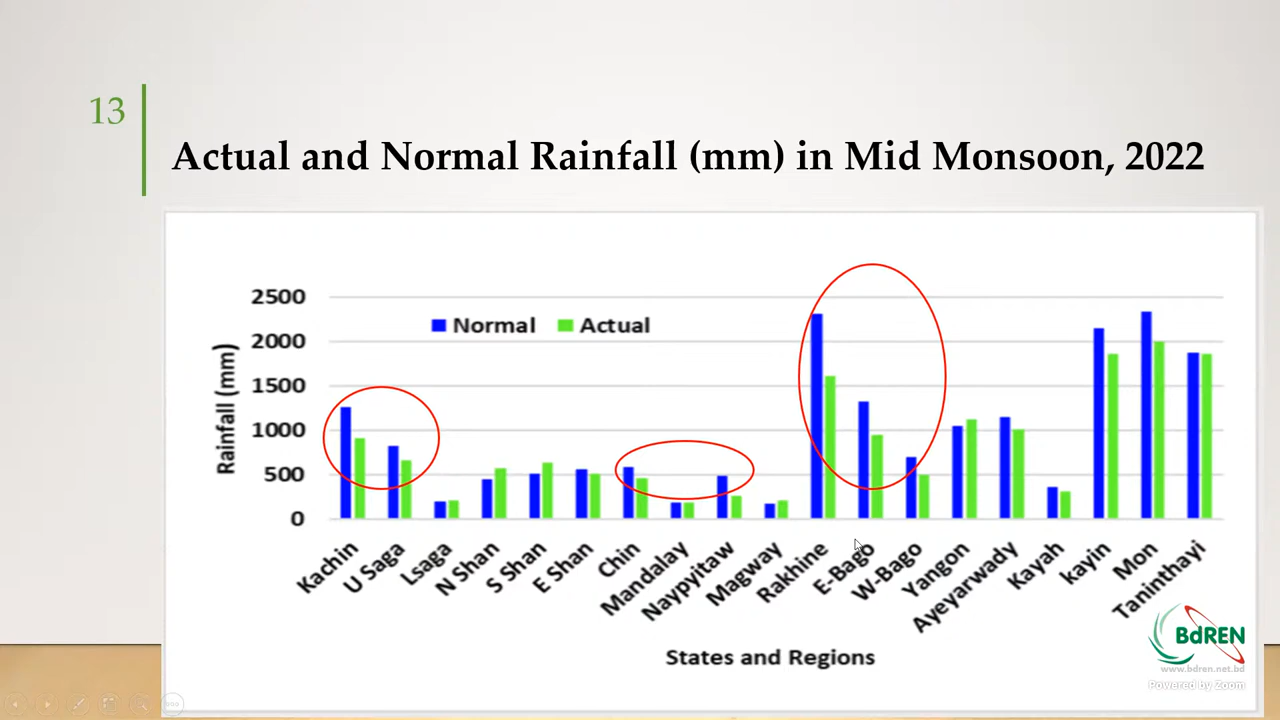 13
Actual and Normal Rainfall (mm) in Mid Monsoon, 2022
2500
2000
1500
1000
500
0
Rainfall (mm)
Normal
Actual
Kachin
U Saga
Lsaga
N Shan
S Shan
E Shan
Chin
Mandalay
Naypyitaw
Magway
Rakhine
E-Bago
W-Bago
Yangon
Ayeyarwady
Kayah
kayin
Mon
Taninthayi
States and Regions
BdREN
www.bdren.net.bd
Powered by Zoom